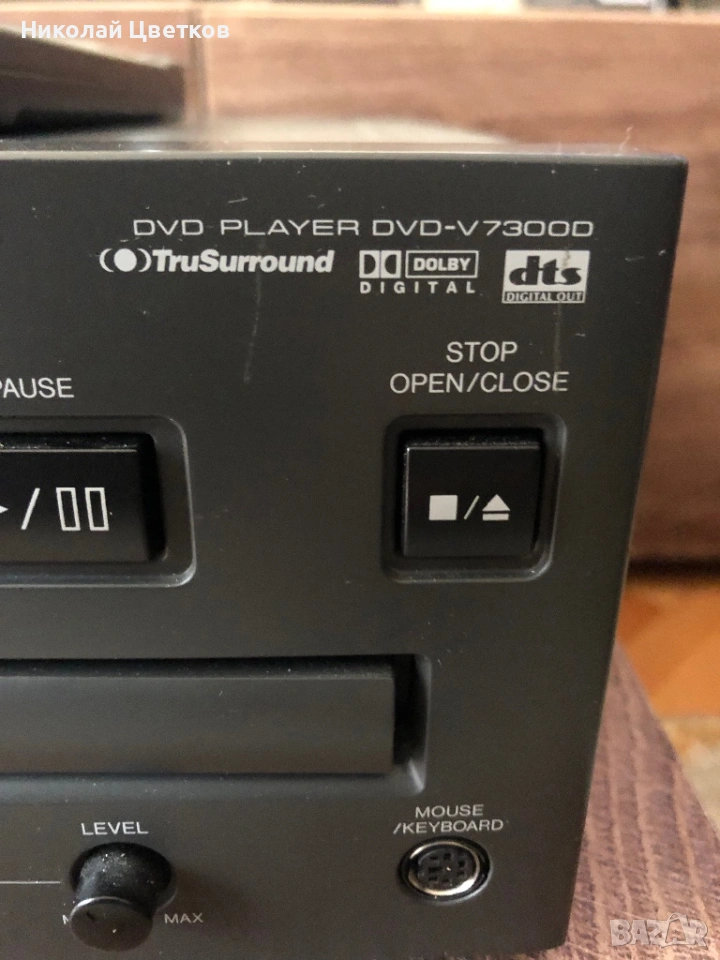 Николай Цветков
DVD PLAYER DVD-V7300D
TruSurround
DOLBY
DIGITAL
dts
DIGITAL OUT
STOP
OPEN/CLOSE
PAUSE
LEVEL
MAX
MOUSE
/KEYBOARD
BAZAR